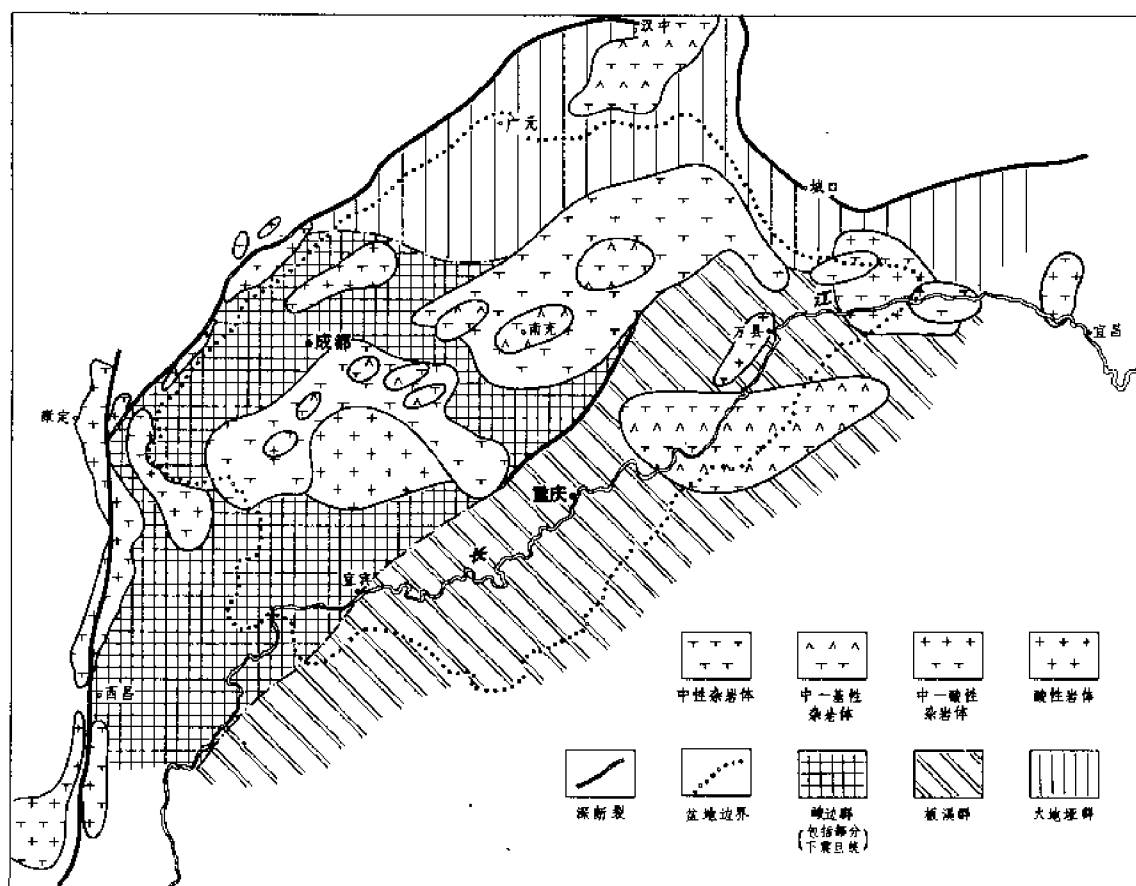 汉中
广元
城口
江
南充
万县
宜昌
成都
康定
重庆
长
宜宾
西昌
中性杂岩体
中一基性
杂岩体
中一酸性
杂岩体
酸性岩体
深断裂
盆地边界
峨边群
包括部分
下震旦统
板溪群
火地垭群